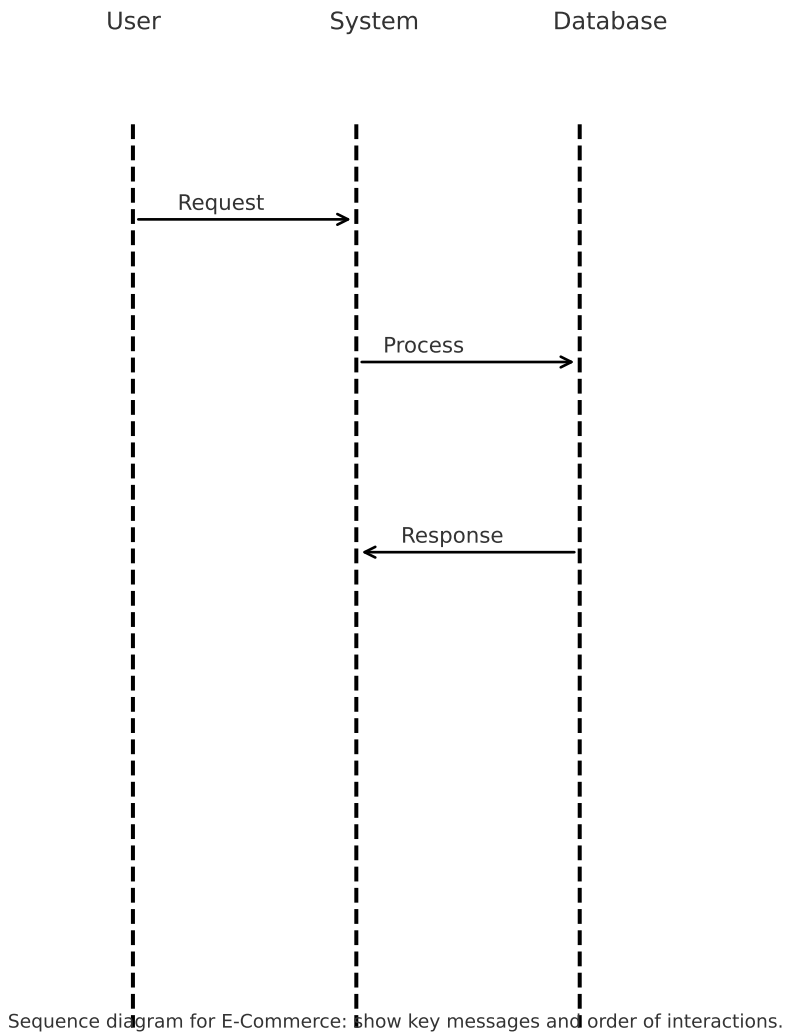 User System Database
Request
Process
Response
Sequence diagram for E-Commerce: show key messages and order of interactions.